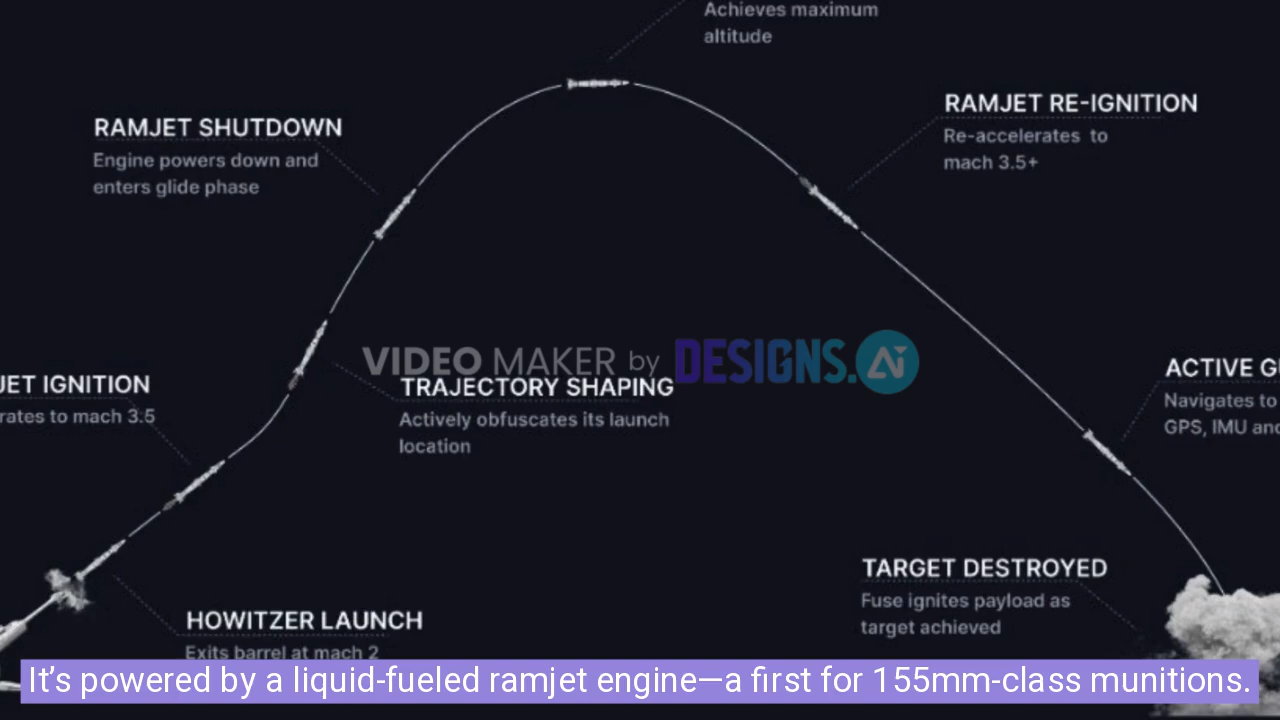 Achieves maximum
altitude
RAMJET SHUTDOWN
Engine powers down and
enters glide phase
RAMJET RE-IGNITION
Re-accelerates to
mach 3.5+
VIDEO MAKER by DESIGNS.Ai
JET IGNITION
rates to mach 3.5
TRAJECTORY SHAPING
Actively obfuscates its launch
location
ACTIVE
Navigates to
GPS, IMU and
HOWITZER LAUNCH
Exits barrel at mach 2
TARGET DESTROYED
Fuse ignites payload as
target achieved
It’s powered by a liquid-fueled ramjet engine—a first for 155mm-class munitions.